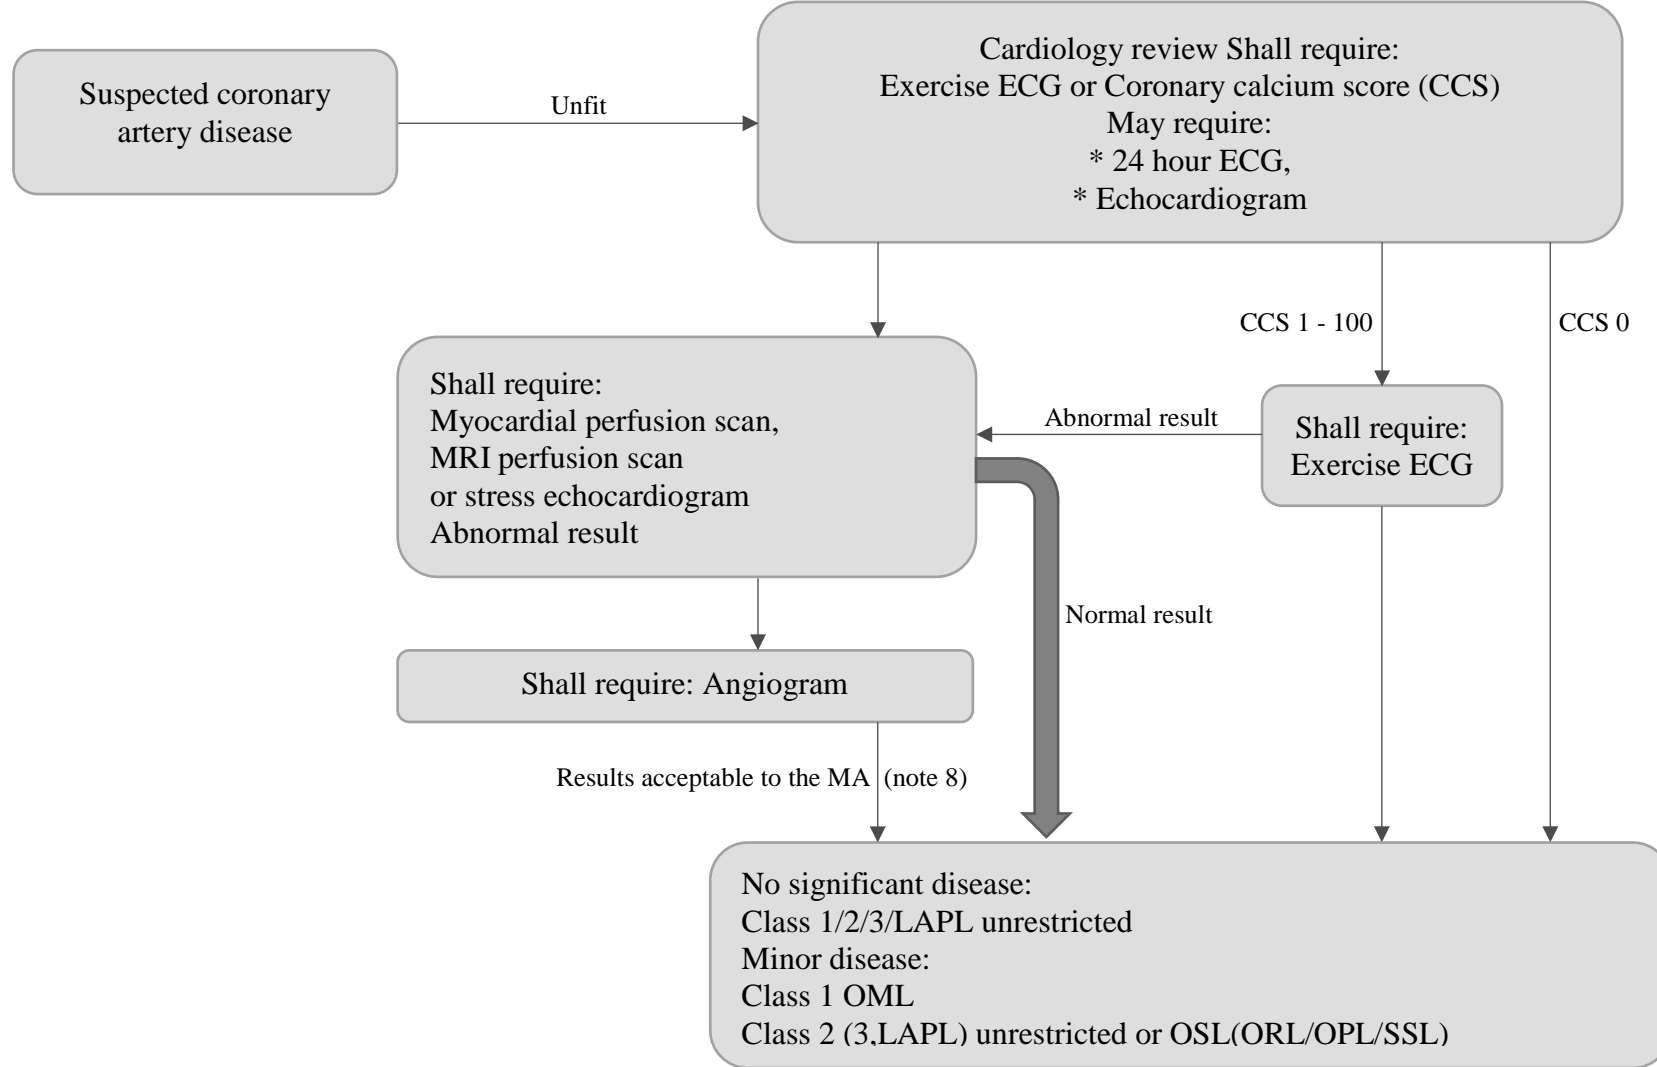 Suspected coronary
artery disease
Unfit
Cardiology review Shall require:
Exercise ECG or Coronary calcium score (CCS)
May require:
* 24 hour ECG,
* Echocardiogram
CCS 1 - 100
CCS 0
Shall require:
Myocardial perfusion scan,
MRI perfusion scan
or stress echocardiogram
Abnormal result
Abnormal result
Shall require:
Exercise ECG
Normal result
Shall require: Angiogram
Results acceptable to the MA (note 8)
No significant disease:
Class 1/2/3/LAPL unrestricted
Minor disease:
Class 1 OML
Class 2 (3,LAPL) unrestricted or OSL(ORL/OPL/SSL)